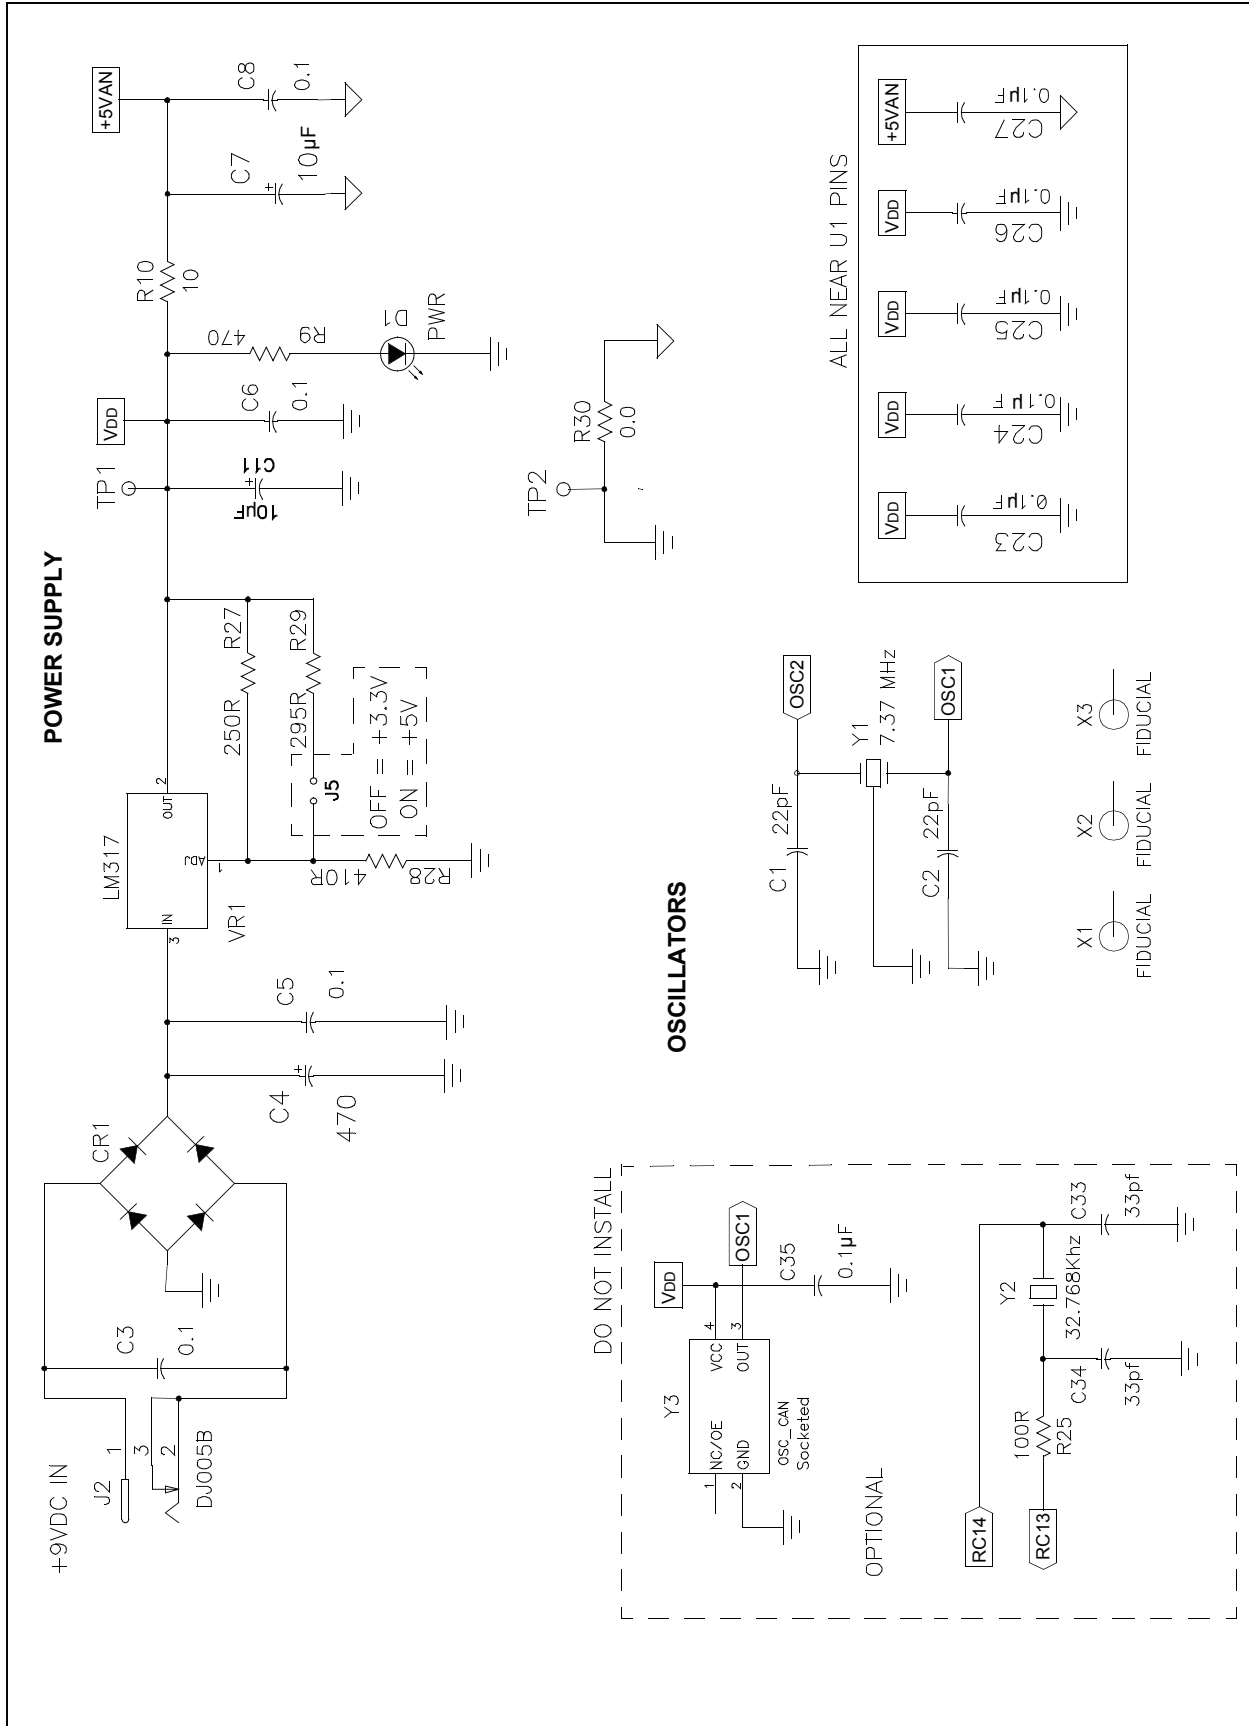 POWER SUPPLY
+9VDC IN
J2
1
3
2
DJ005B
C3
0.1
CR1
C4
470
C5
0.1
LM317
IN
OUT
ADJ
3
2
1
VR1
R27
250R
R29
295R
J5
OFF = +3.3V
ON = +5V
410R
R28
TP1
VDD
C11
10µF
C6
0.1
470
R9
D1
PWR
R10
10
C7
10µF
+5VAN
C8
0.1
TP2
R30
0.0
OSCILLATORS
DO NOT INSTALL
Y3
1
NC/OE
VCC
4
2
GND
OUT
3
OSC_CAN
Socketed
VDD
OSC1
C35
0.1µF
OPTIONAL
RC14
RC13
100R
R25
C34
33pf
Y2
32.768Khz
C33
33pf
C1
22pF
OSC2
Y1
7.37 MHz
C2
22pF
OSC1
X1
FIDUCIAL
X2
FIDUCIAL
X3
FIDUCIAL
ALL NEAR U1 PINS
VDD
0.1µF
C23
VDD
0.1µF
C24
VDD
0.1µF
C25
VDD
0.1µF
C26
+5VAN
0.1µF
C27